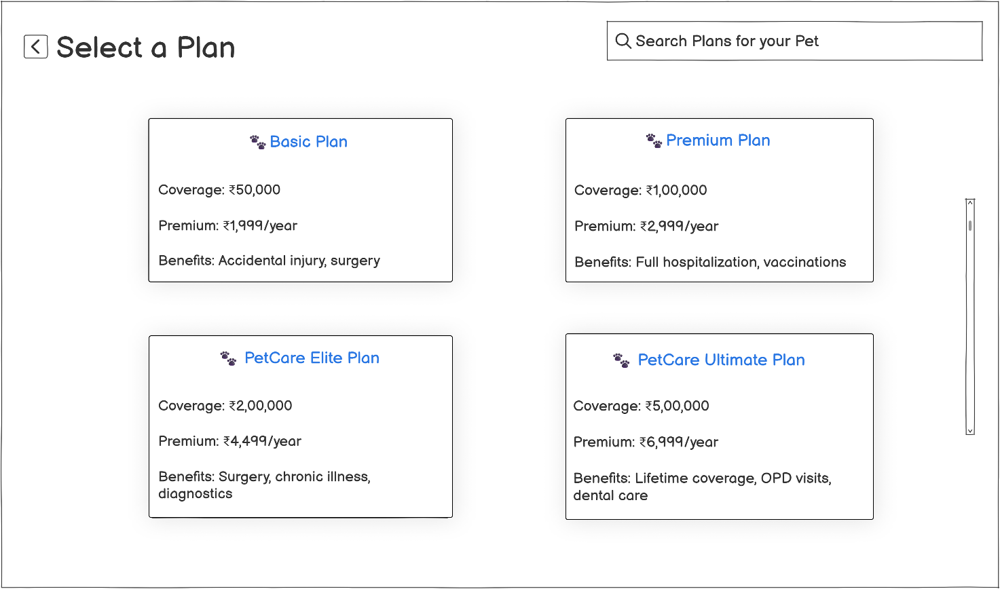 Select a Plan
Search Plans for your Pet
Basic Plan
Coverage: ₹50,000
Premium: ₹1,999/year
Benefits: Accidental injury, surgery
Premium Plan
Coverage: ₹1,00,000
Premium: ₹2,999/year
Benefits: Full hospitalization, vaccinations
PetCare Elite Plan
Coverage: ₹2,00,000
Premium: ₹4,499/year
Benefits: Surgery, chronic illness,
diagnostics
PetCare Ultimate Plan
Coverage: ₹5,00,000
Premium: ₹6,999/year
Benefits: Lifetime coverage, OPD visits,
dental care